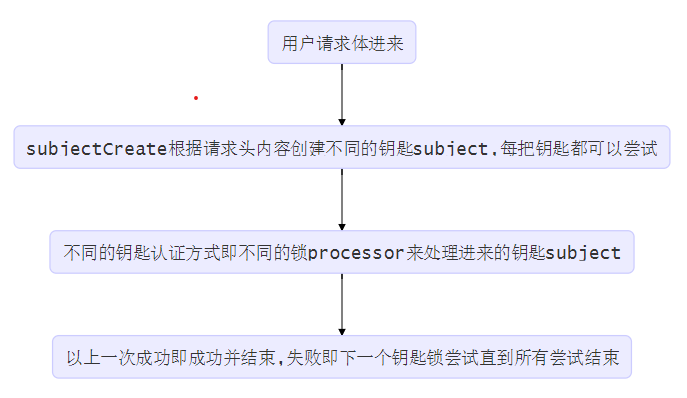 用户请求体进来
subjectCreate根据请求头内容创建不同的钥匙subject.每把钥匙都可以尝试
不同的钥匙认证方式即不同的锁processor来处理进来的钥匙subject
以上一次成功即成功并结束,失败即下一个钥匙锁尝试直到所有尝试结束